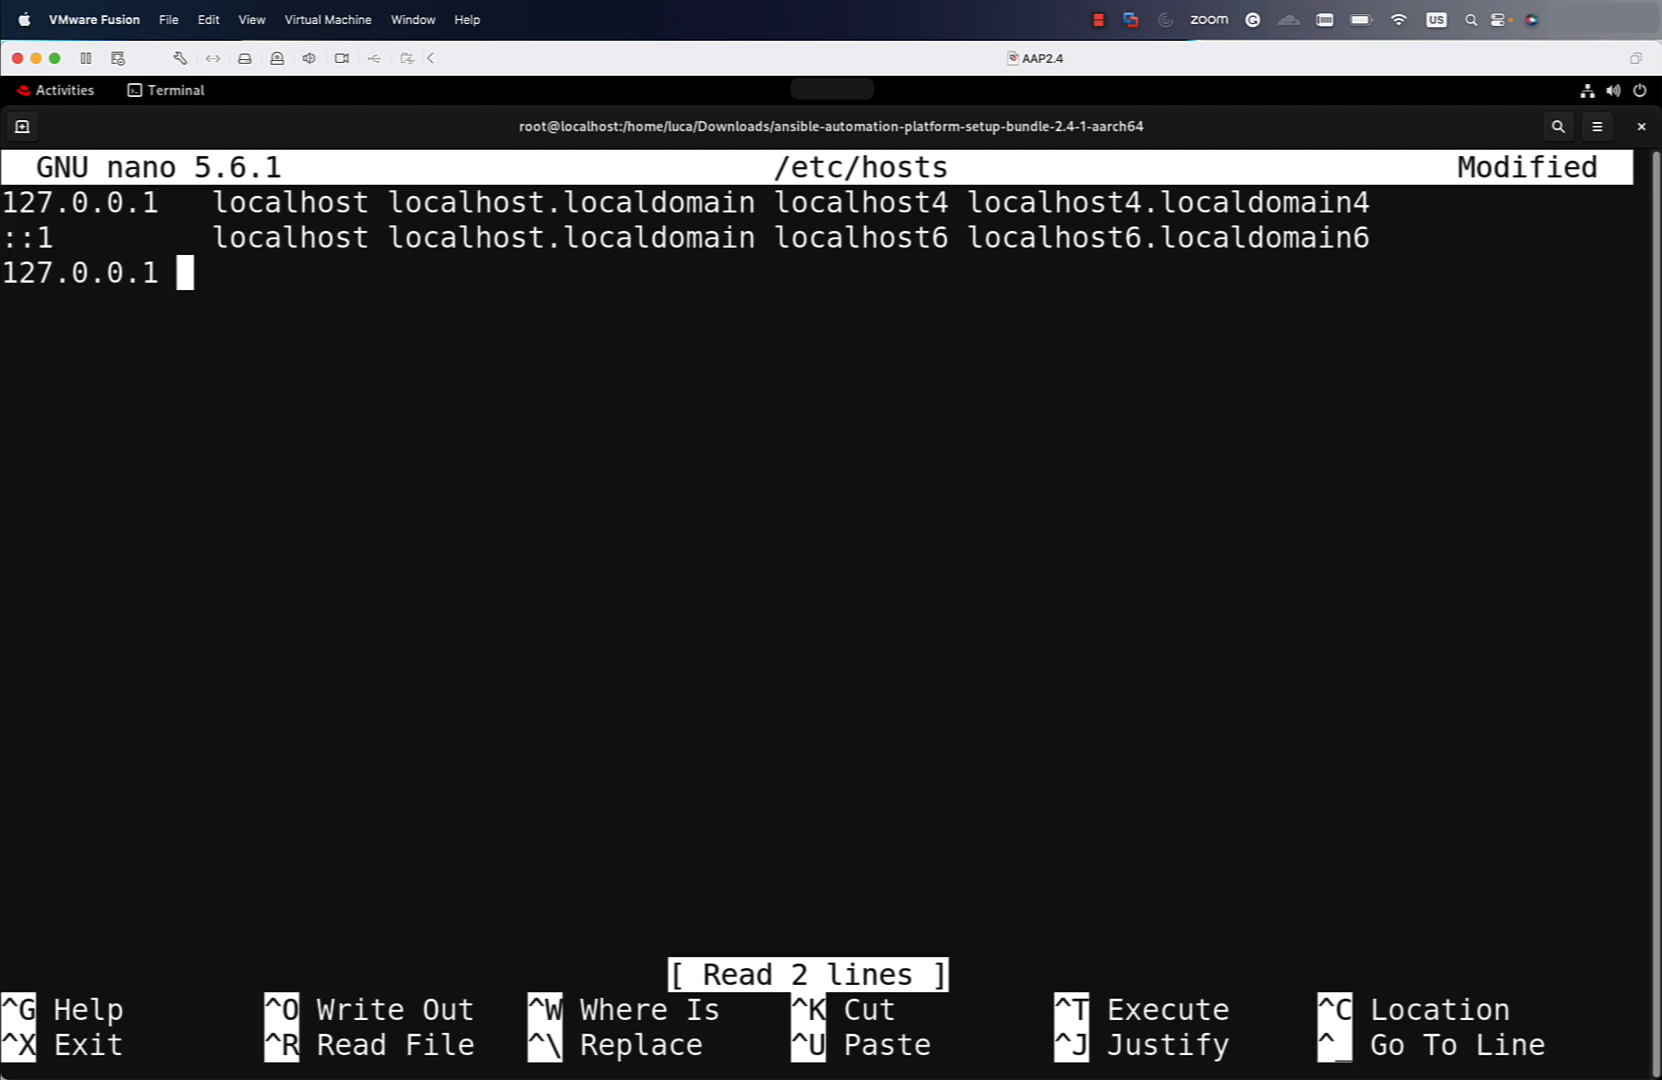 VMware Fusion File Edit View Virtual Machine Window Help zoom US
AAP2.4
Activities Terminal
root@localhost:/home/luca/Downloads/ansible-automation-platform-setup-bundle-2.4-1-aarch64
GNU nano 5.6.1 /etc/hosts Modified
127.0.0.1 localhost localhost.localdomain localhost4 localhost4.localdomain4
::1 localhost localhost.localdomain localhost6 localhost6.localdomain6
127.0.0.1
[ Read 2 lines ]
^G Help ^O Write Out ^W Where Is ^K Cut ^T Execute ^C Location
^X Exit ^R Read File ^\ Replace ^U Paste ^J Justify ^_ Go To Line